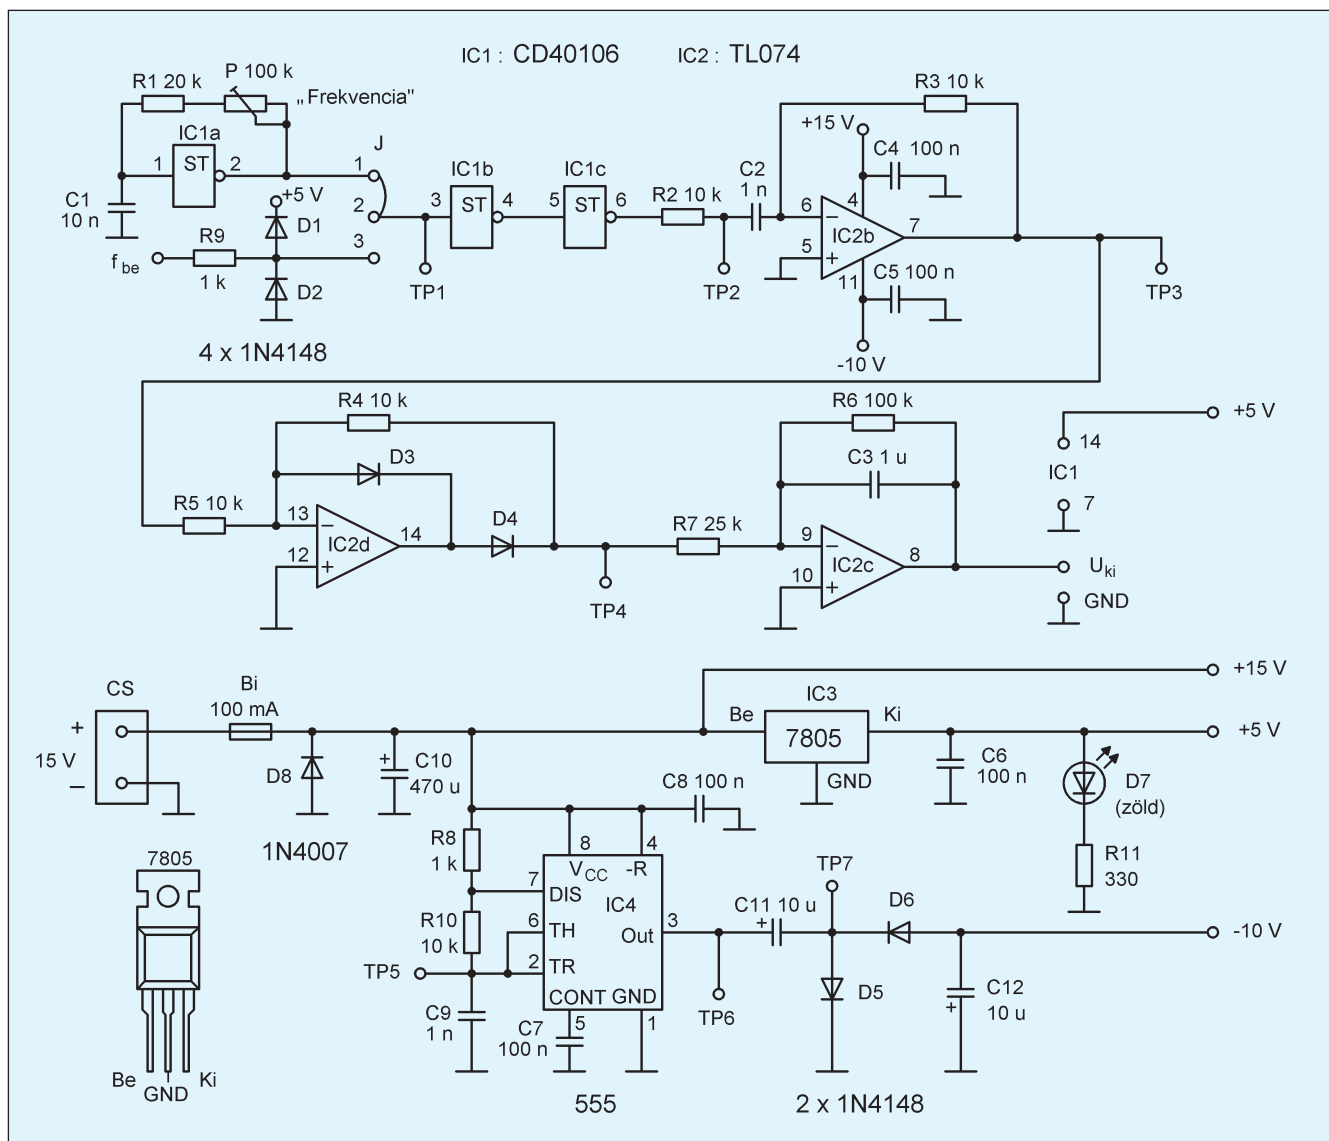 IC1 : CD40106 IC2 : TL074
R1 20 k
P 100 k
„Frekvencia”
IC1a
1
ST
2
C1
10 n
+5 V
D1
R9
1 k
f be
D2
4 x 1N4148
J
1
2
3
IC1b
3
ST
4
TP1
IC1c
5
ST
6
R2 10 k
TP2
C2
1 n
R3 10 k
+15 V
C4 100 n
4
6
−
5
+
IC2b
7
11
C5 100 n
-10 V
TP3
R4 10 k
D3
R5 10 k
13
−
12
+
IC2d
14
D4
TP4
R6 100 k
C3 1 u
R7 25 k
9
−
10
+
IC2c
8
+5 V
14
IC1
7
Uki
GND
CS
+
15 V
−
Bi
100 mA
D8
1N4007
+
C10
470 u
+15 V
IC3
Be
7805
Ki
GND
+5 V
C6
100 n
D7
(zöld)
R11
330
C8 100 n
R8
1 k
R10
10 k
TP5
C9
1 n
8
4
VCC
-R
7
DIS
IC4
6
TH
Out
3
2
TR
CONT GND
5
1
C7
100 n
555
TP6
C11 10 u
+
TP7
D6
D5
-10 V
C12
10 u
+
2 x 1N4148
7805
Be
GND
Ki